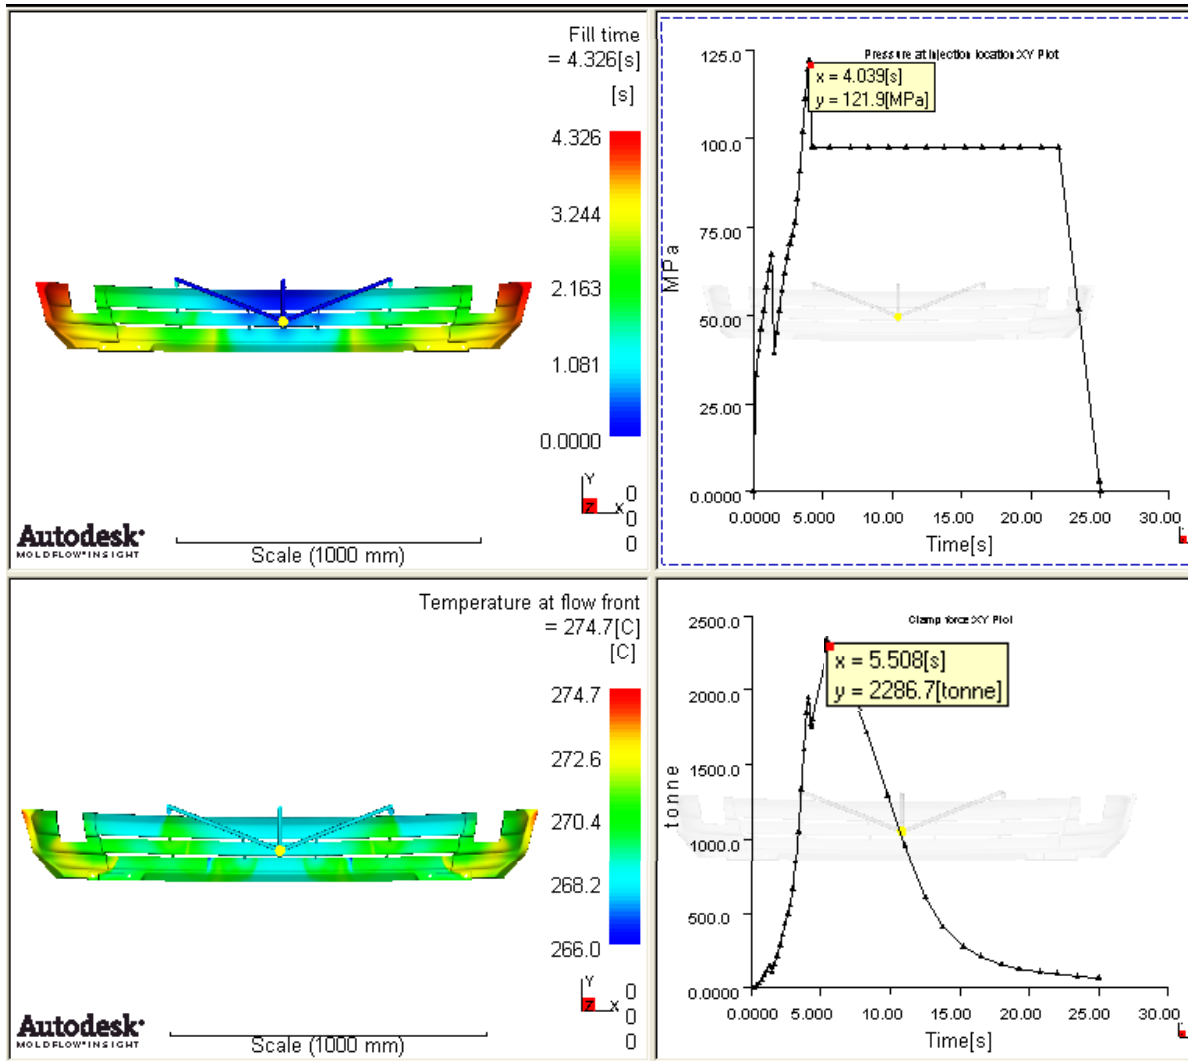 Fill time
= 4.326[s]
[s]
4.326
3.244
2.163
1.081
0.0000
Y
Z
X
0
0
0
Autodesk
MOLDFLOW INSIGHT
Scale (1000 mm)
Pressure at injection location:XY Plot
125.0
100.0
75.00
50.00
25.00
0.0000
MPa
x = 4.039[s]
y = 121.9[MPa]
0.0000
5.000
10.00
15.00
20.00
25.00
30.00
Time[s]
Temperature at flow front
= 274.7[C]
[C]
274.7
272.6
270.4
268.2
266.0
Y
Z
X
0
0
0
Autodesk
MOLDFLOW INSIGHT
Scale (1000 mm)
Clamp force:XY Plot
2500.0
2000.0
1500.0
1000.0
500.0
0.0000
tonne
x = 5.508[s]
y = 2286.7[tonne]
0.0000
5.000
10.00
15.00
20.00
25.00
30.00
Time[s]